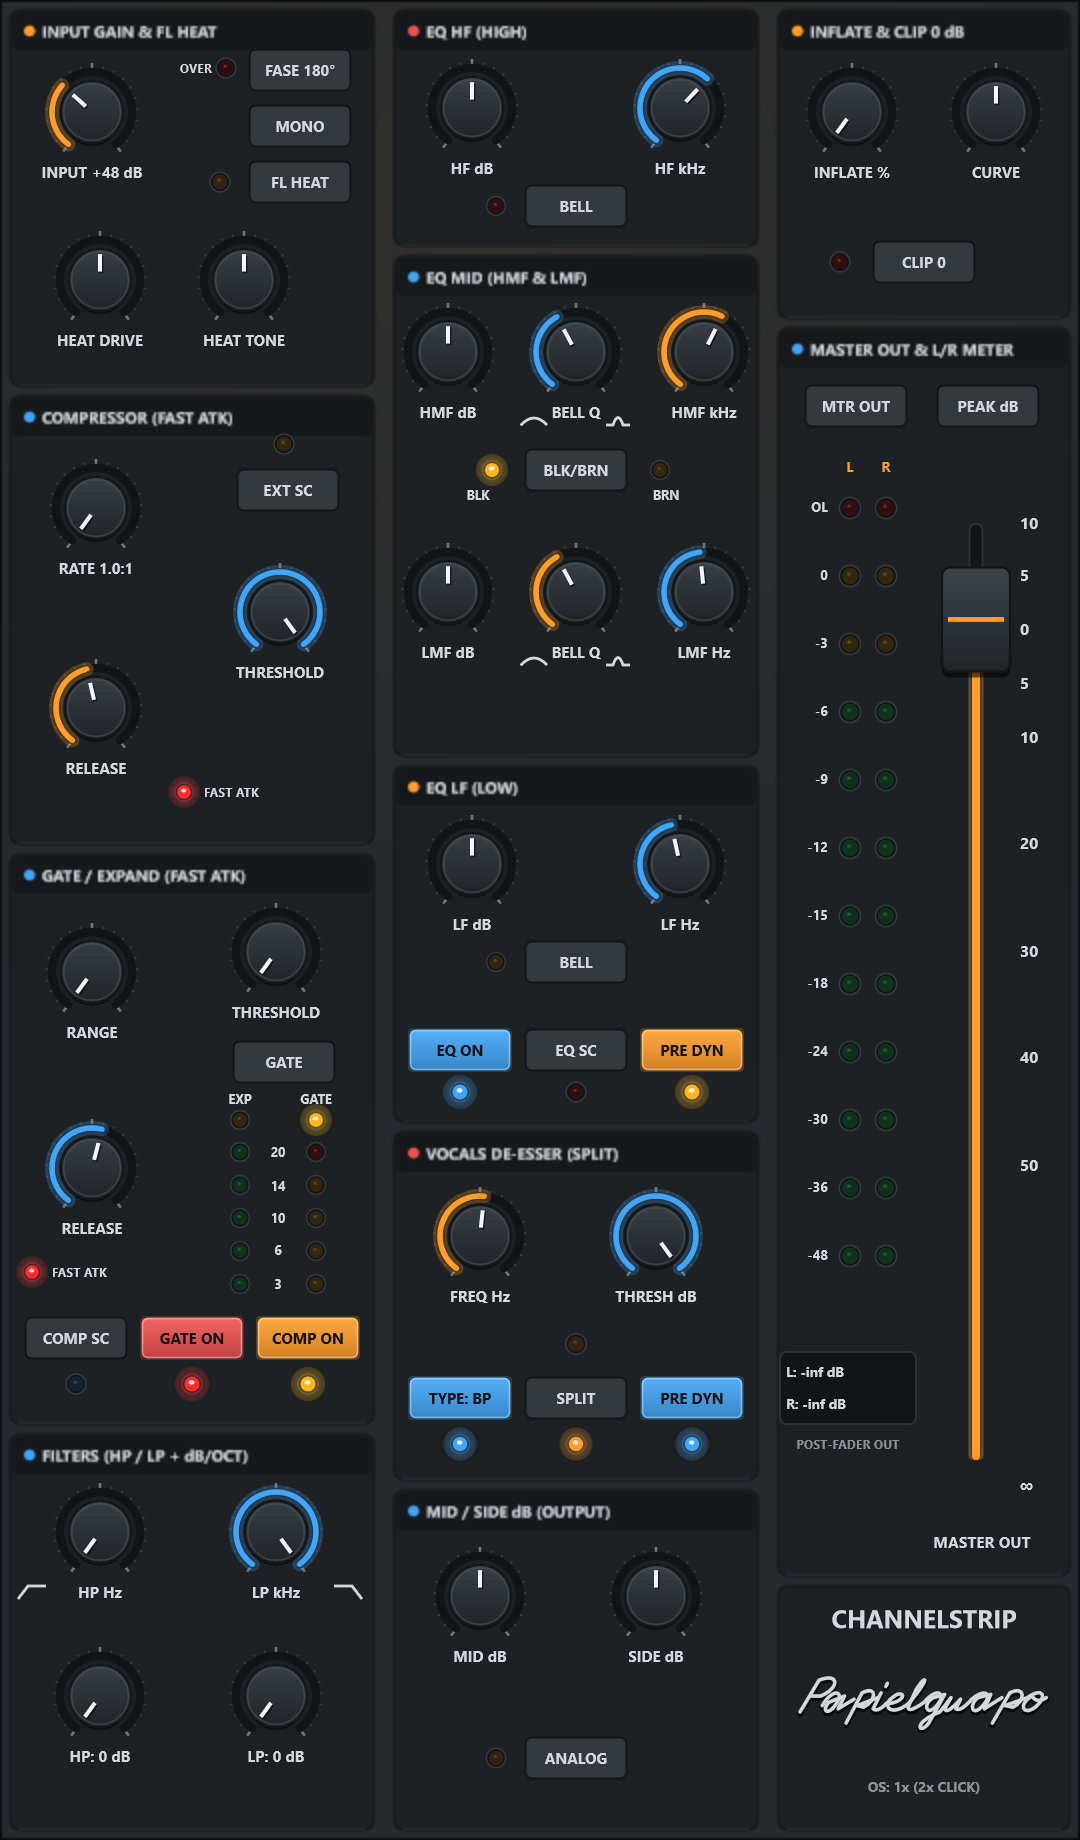 INPUT GAIN & FL HEAT
OVER
FASE 180°
MONO
INPUT +48 dB
FL HEAT
HEAT DRIVE
HEAT TONE
COMPRESSOR (FAST ATK)
EXT SC
RATE 1.0:1
THRESHOLD
RELEASE
FAST ATK
GATE / EXPAND (FAST ATK)
RANGE
THRESHOLD
GATE
EXP
GATE
20
14
10
6
3
RELEASE
FAST ATK
COMP SC
GATE ON
COMP ON
FILTERS (HP / LP + dB/OCT)
HP Hz
LP kHz
HP: 0 dB
LP: 0 dB
EQ HF (HIGH)
HF dB
HF kHz
BELL
EQ MID (HMF & LMF)
HMF dB
BELL Q
HMF kHz
BLK/BRN
BLK
BRN
LMF dB
BELL Q
LMF Hz
EQ LF (LOW)
LF dB
LF Hz
BELL
EQ ON
EQ SC
PRE DYN
VOCALS DE-ESSER (SPLIT)
FREQ Hz
THRESH dB
TYPE: BP
SPLIT
PRE DYN
MID / SIDE dB (OUTPUT)
MID dB
SIDE dB
ANALOG
INFLATE & CLIP 0 dB
INFLATE %
CURVE
CLIP 0
MASTER OUT & L/R METER
MTR OUT
PEAK dB
L
R
OL
0
-3
-6
-9
-12
-15
-18
-24
-30
-36
-48
10
5
0
5
10
20
30
40
50
∞
L: -inf dB
R: -inf dB
POST-FADER OUT
MASTER OUT
CHANNELSTRIP
Papielguapo
OS: 1x (2x CLICK)